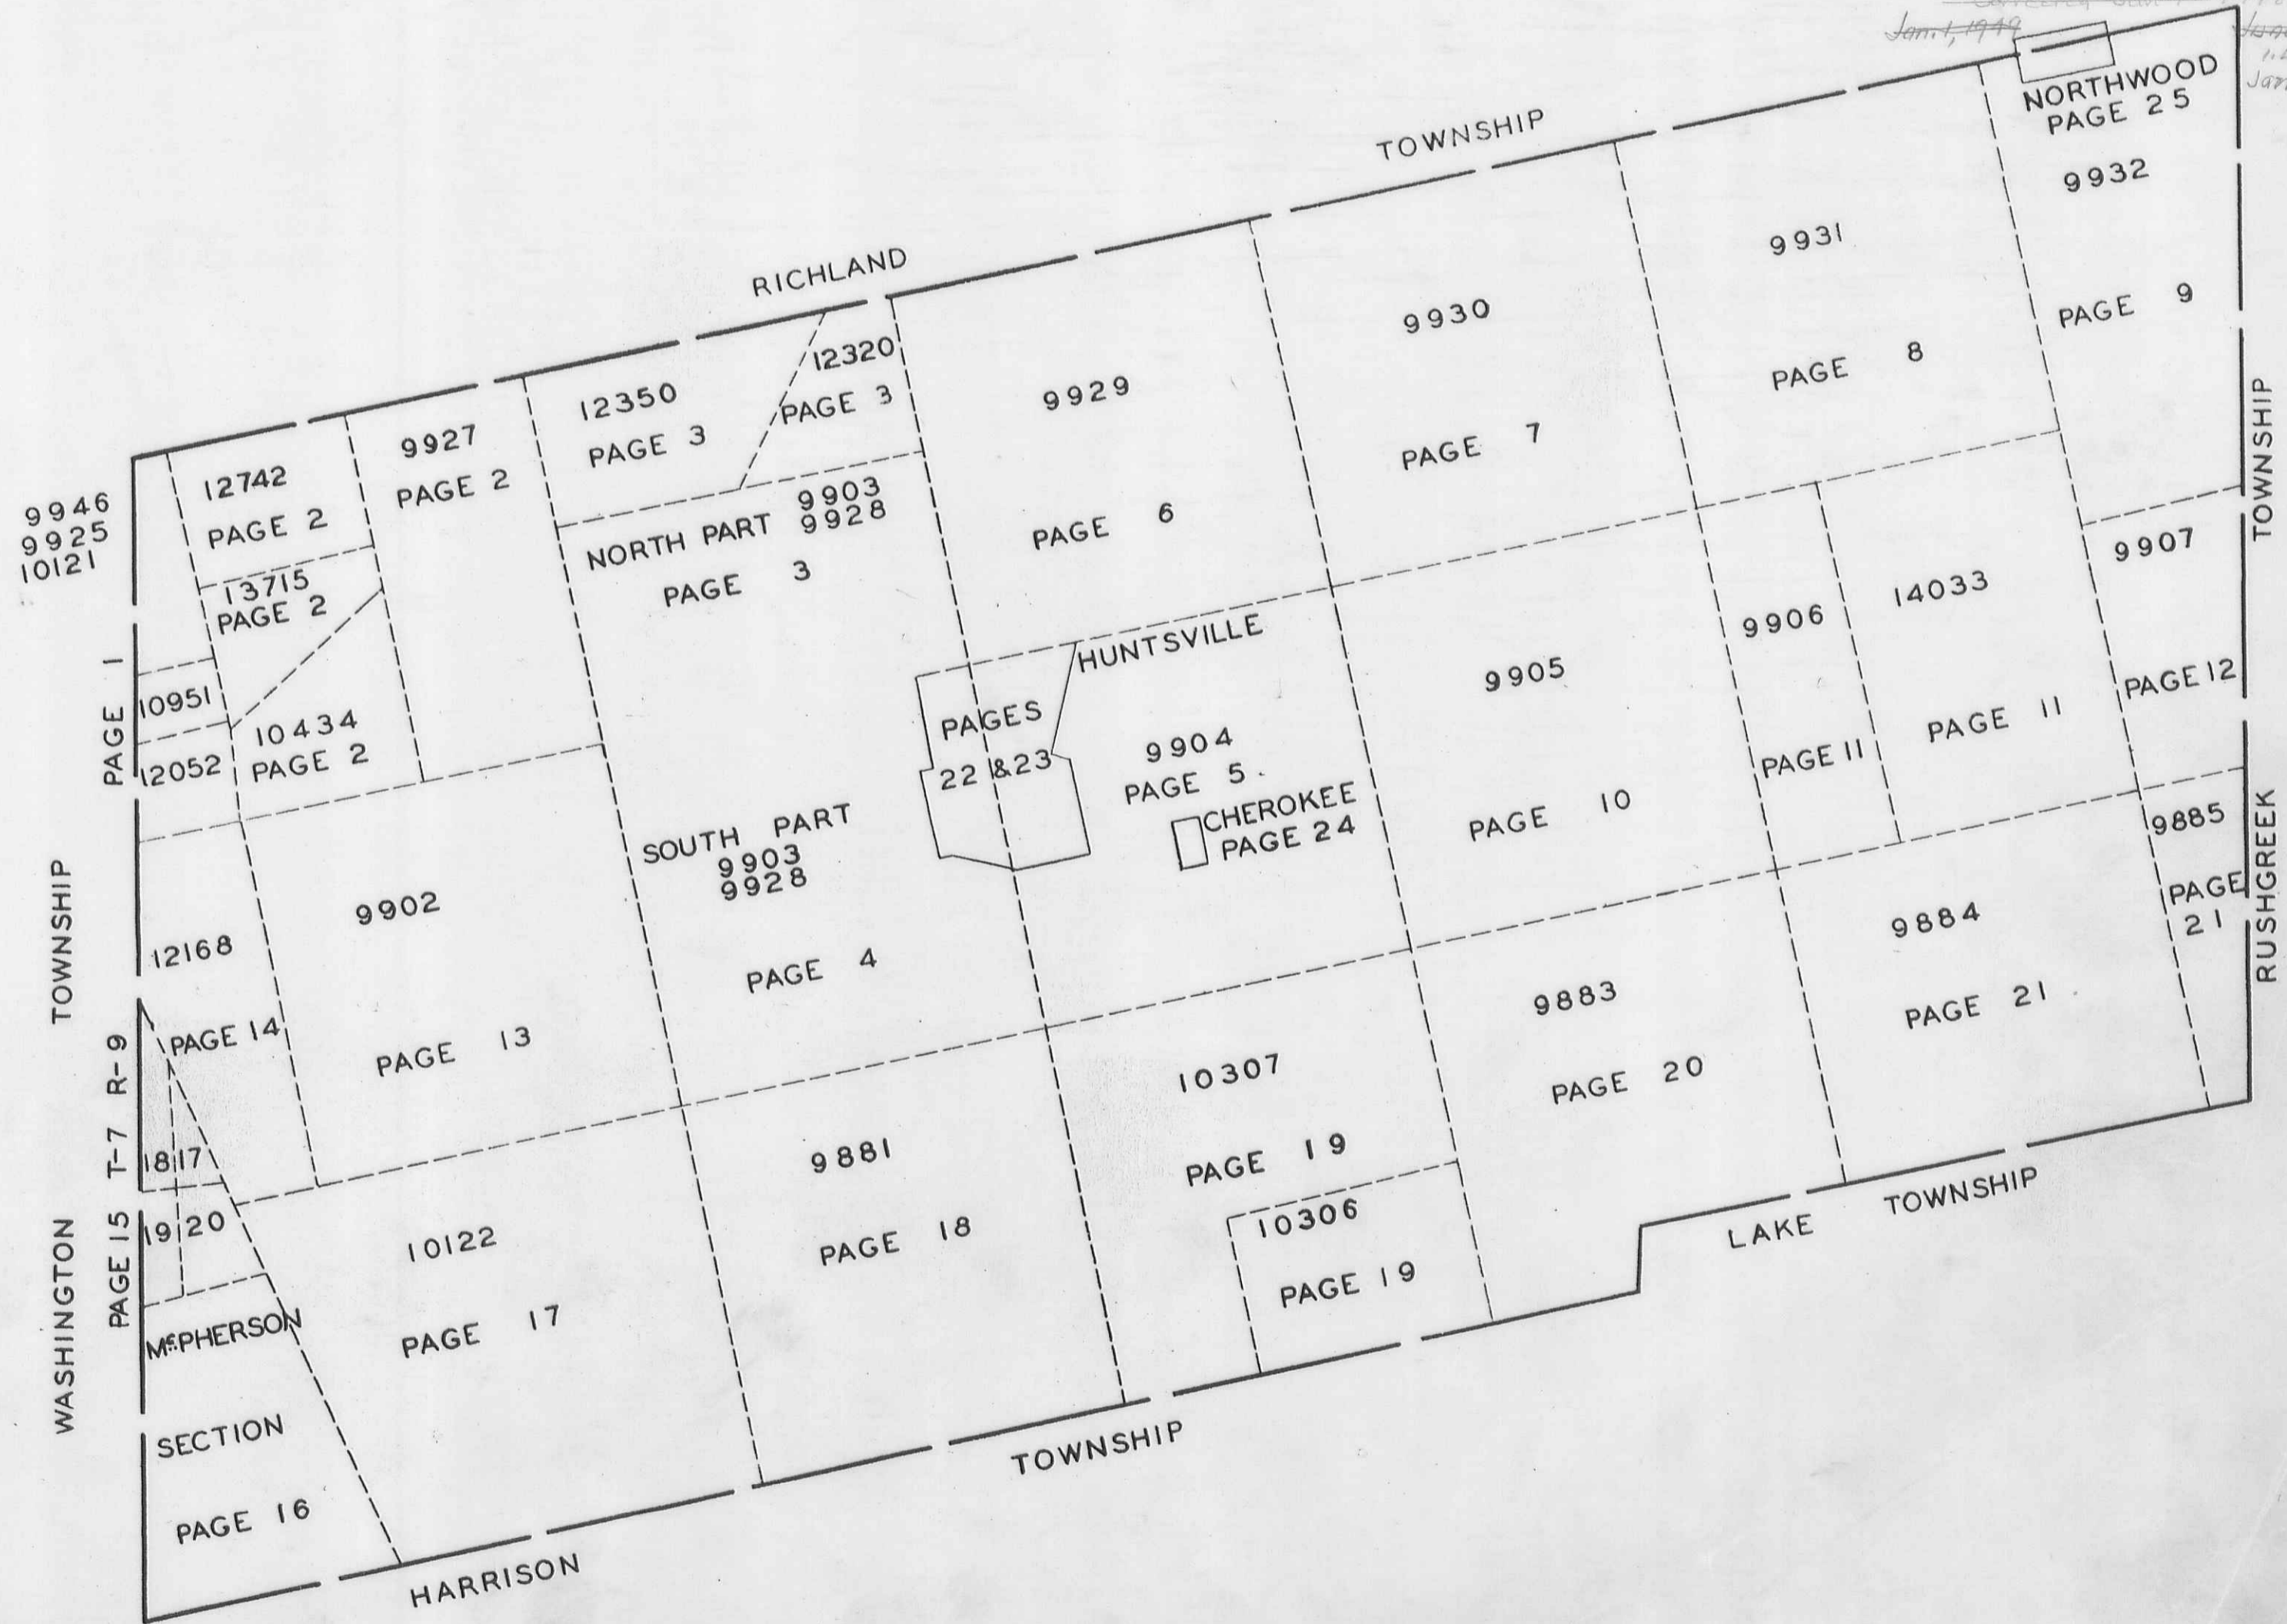 Jan. 1, 1949
NORTHWOOD
PAGE 25
9932
PAGE 9
RICHLAND TOWNSHIP
9931
PAGE 8
9930
PAGE 7
9929
PAGE 6
12320
PAGE 3
12350
PAGE 3
9927
PAGE 2
12742
PAGE 2
9946
9925
10121
13715
PAGE 2
NORTH PART 9903
9928
PAGE 3
PAGE 1
10951
12052
10434
PAGE 2
HUNTSVILLE
PAGES
22 & 23
9904
PAGE 5.
CHEROKEE
PAGE 24
9905
PAGE 10
9906
PAGE 11
14033
PAGE 11
9907
PAGE 12
9885
PAGE
21
TOWNSHIP
RUSHGREEK
SOUTH PART
9903
9928
PAGE 4
9902
PAGE 13
12168
PAGE 14
WASHINGTON TOWNSHIP
PAGE 15 T-7 R-9
18 17
19 20
McPHERSON
SECTION
PAGE 16
10122
PAGE 17
9881
PAGE 18
10307
PAGE 19
10306
PAGE 19
9883
PAGE 20
9884
PAGE 21
LAKE TOWNSHIP
HARRISON TOWNSHIP